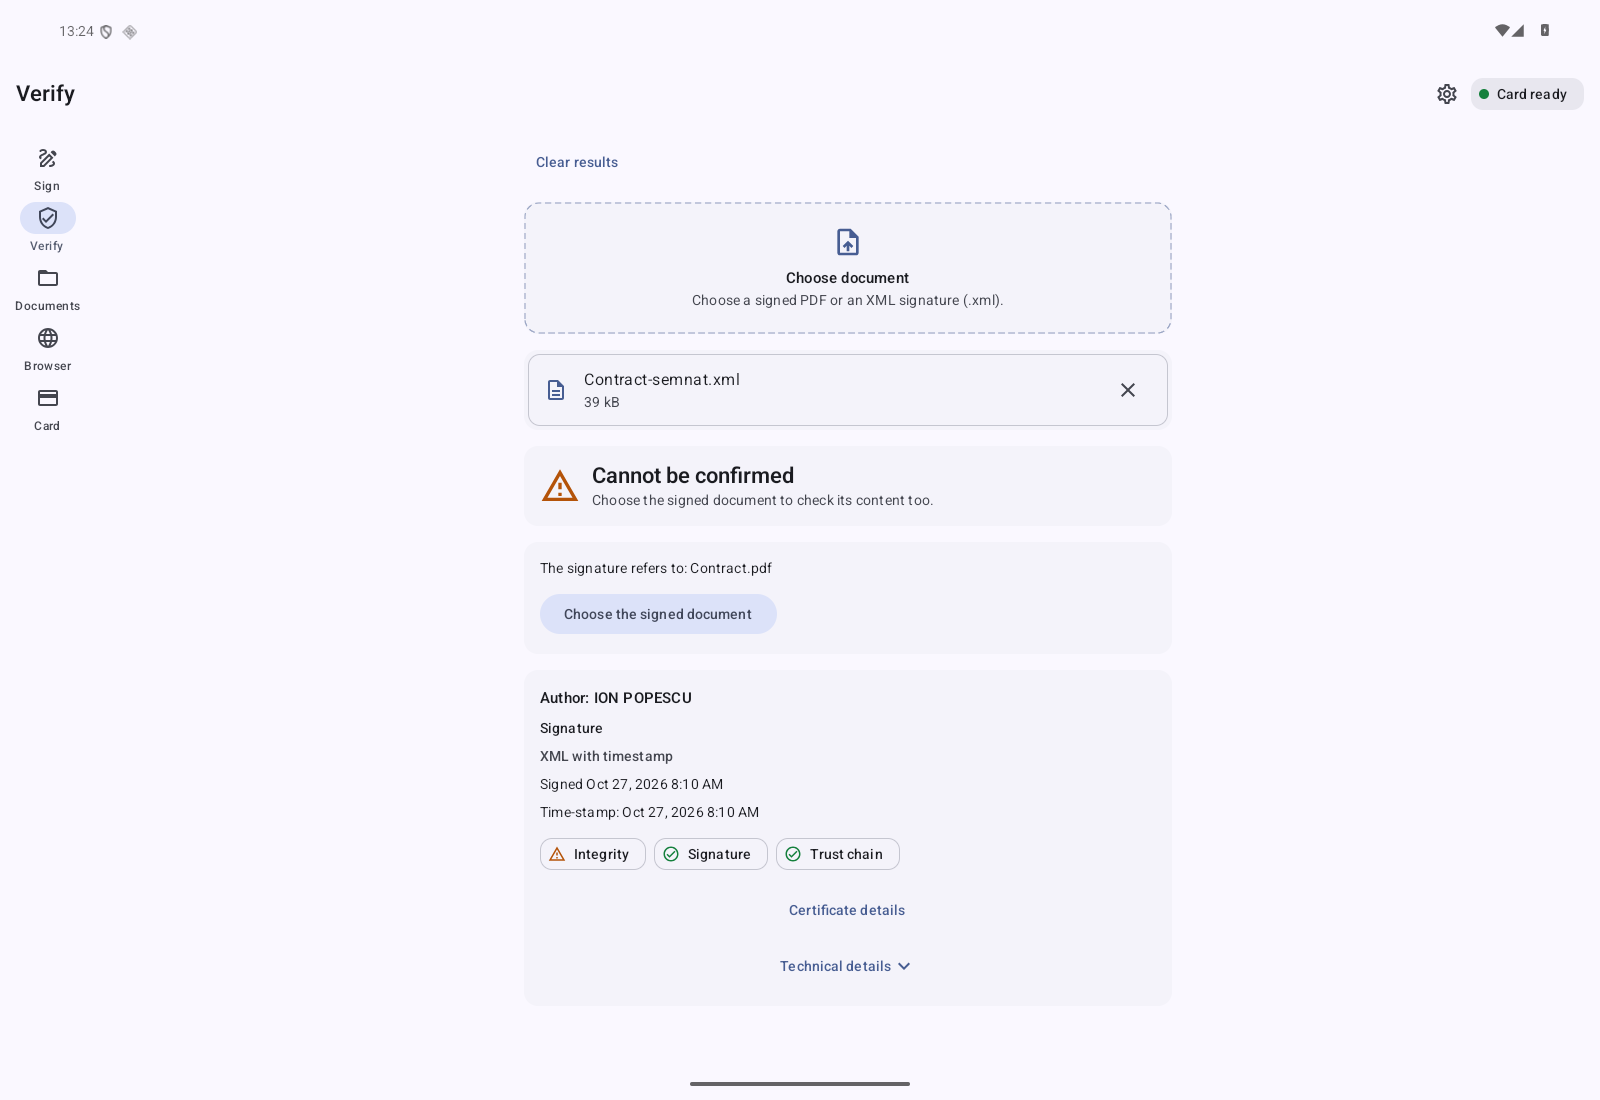 13:24
Verify
Card ready
Sign
Verify
Documents
Browser
Card
Clear results
Choose document
Choose a signed PDF or an XML signature (.xml).
Contract-semnat.xml
39 kB
Cannot be confirmed
Choose the signed document to check its content too.
The signature refers to: Contract.pdf
Choose the signed document
Author: ION POPESCU
Signature
XML with timestamp
Signed Oct 27, 2026 8:10 AM
Time-stamp: Oct 27, 2026 8:10 AM
Integrity
Signature
Trust chain
Certificate details
Technical details